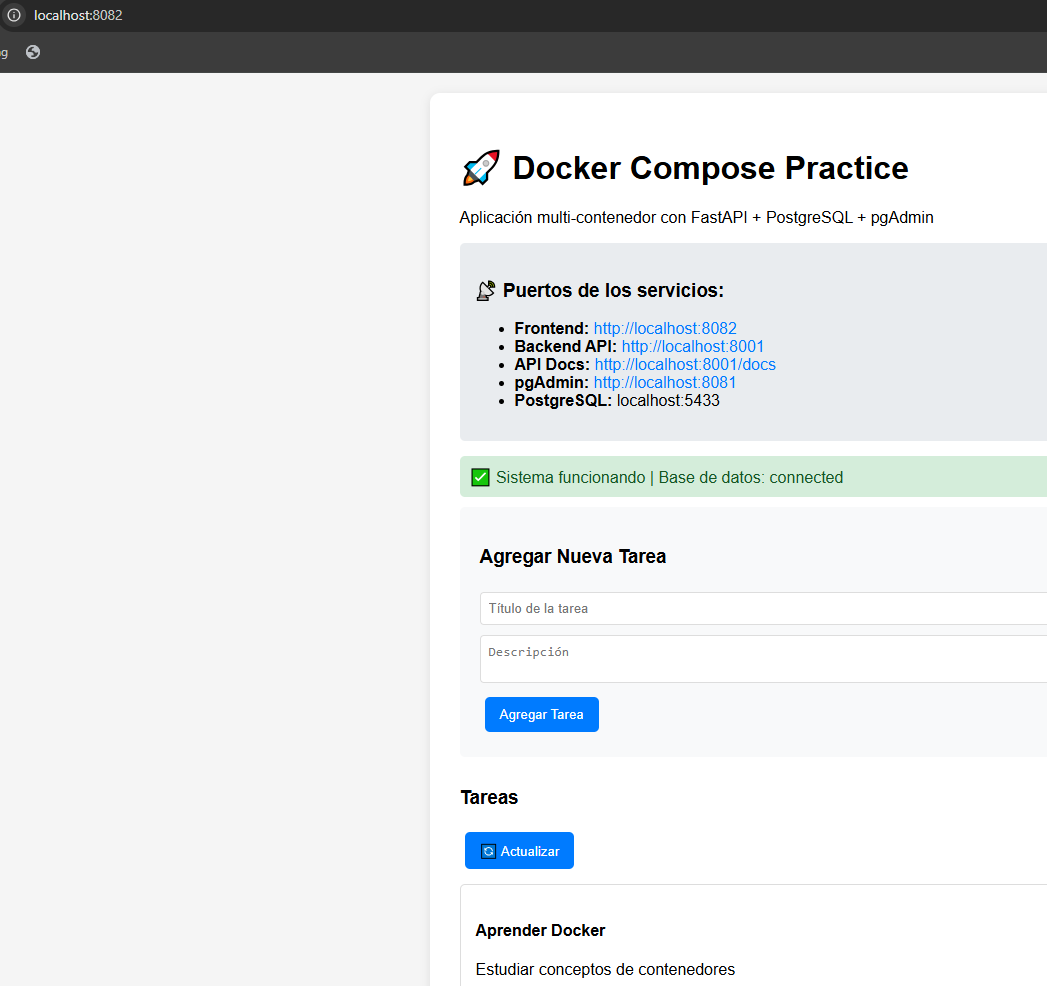 localhost:8082
Docker Compose Practice
Aplicación multi-contenedor con FastAPI + PostgreSQL + pgAdmin
Puertos de los servicios:
Frontend: http://localhost:8082
Backend API: http://localhost:8001
API Docs: http://localhost:8001/docs
pgAdmin: http://localhost:8081
PostgreSQL: localhost:5433
Sistema funcionando | Base de datos: connected
Agregar Nueva Tarea
Título de la tarea
Descripción
Agregar Tarea
Tareas
Actualizar
Aprender Docker
Estudiar conceptos de contenedores